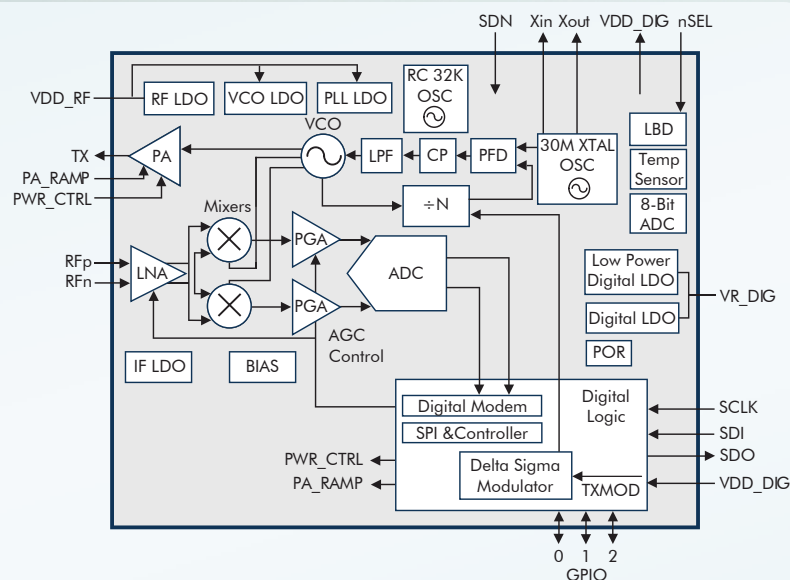 SDN Xin Xout VDD_DIG nSEL
VDD_RF
RF LDO
VCO LDO
PLL LDO
RC 32K
OSC
LBD
Temp
Sensor
8-Bit
ADC
VCO
TX
PA
PA_RAMP
PWR_CTRL
LPF
CP
PFD
30M XTAL
OSC
÷N
Mixers
RFp
RFn
LNA
PGA
PGA
ADC
Low Power
Digital LDO
Digital LDO
VR_DIG
POR
AGC
Control
IF LDO
BIAS
Digital Modem
Digital
Logic
SPI &Controller
SCLK
SDI
SDO
VDD_DIG
PWR_CTRL
PA_RAMP
Delta Sigma
Modulator
TXMOD
0 1 2
GPIO